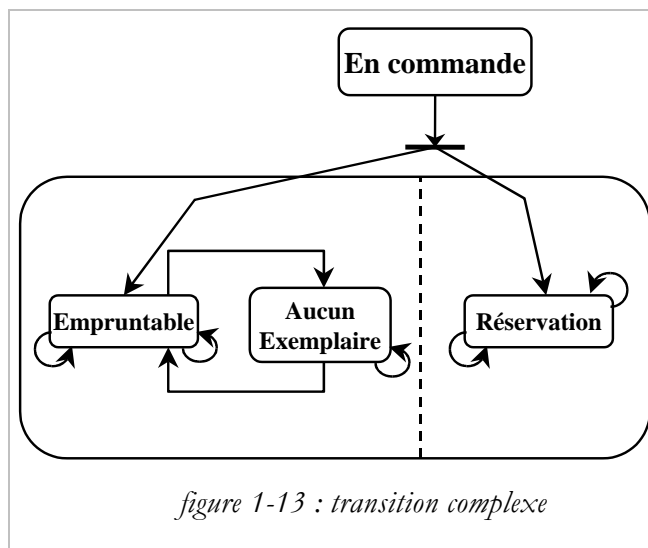 En commande
Empruntable
Aucun
Exemplaire
Réservation
figure 1-13 : transition complexe